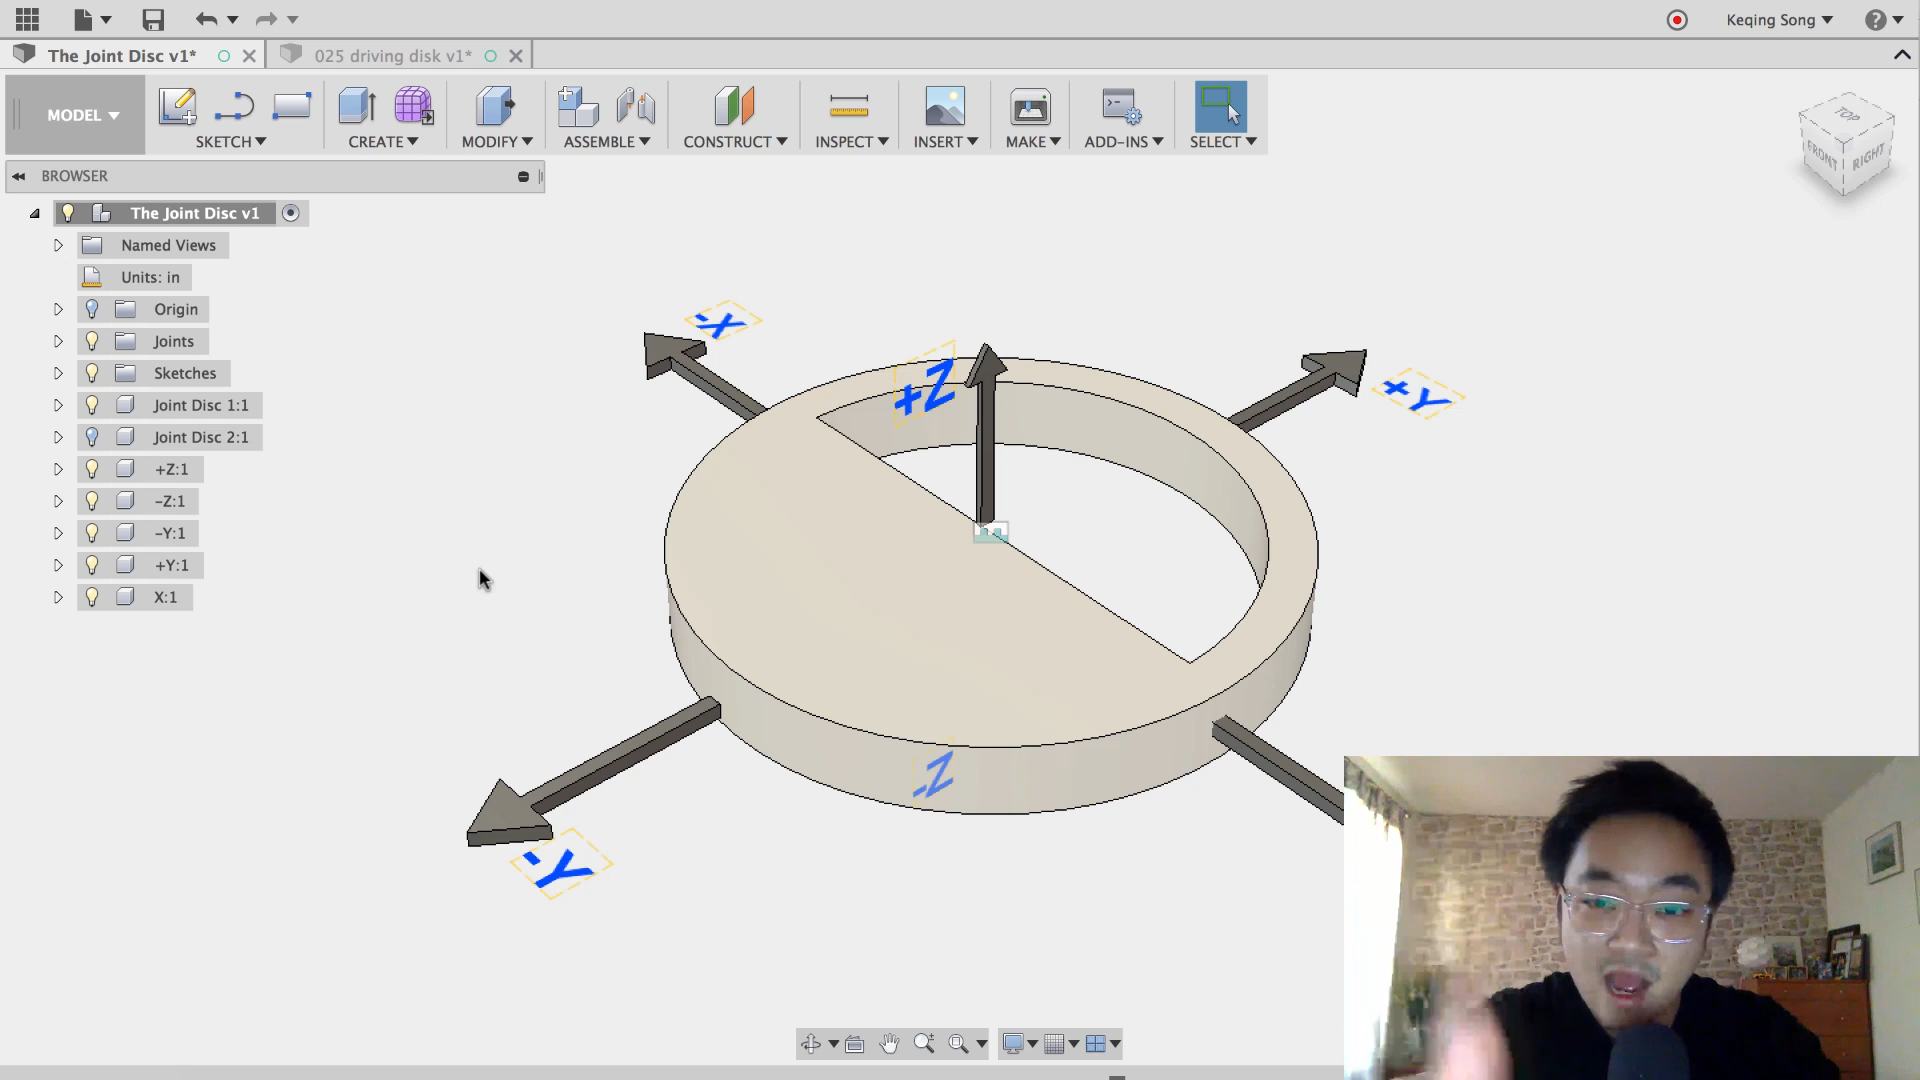 Keqing Song
The Joint Disc v1*
025 driving disk v1*
MODEL
SKETCH
CREATE
MODIFY
ASSEMBLE
CONSTRUCT
INSPECT
INSERT
MAKE
ADD-INS
SELECT
TOP
FRONT
RIGHT
BROWSER
The Joint Disc v1
Named Views
Units: in
Origin
Joints
Sketches
Joint Disc 1:1
Joint Disc 2:1
+Z:1
-Z:1
-Y:1
+Y:1
X:1
-X
+Z
+Y
-Z
-Y